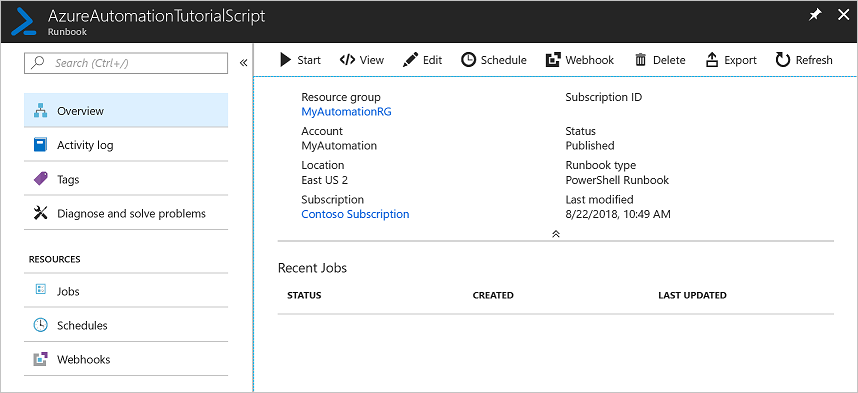 AzureAutomationTutorialScript
Runbook
Search (Ctrl+/)
Overview
Activity log
Tags
Diagnose and solve problems
RESOURCES
Jobs
Schedules
Webhooks
Start View Edit Schedule Webhook Delete Export Refresh
Resource group
MyAutomationRG
Account
MyAutomation
Location
East US 2
Subscription
Contoso Subscription
Subscription ID
Status
Published
Runbook type
PowerShell Runbook
Last modified
8/22/2018, 10:49 AM
Recent Jobs
STATUS CREATED LAST UPDATED